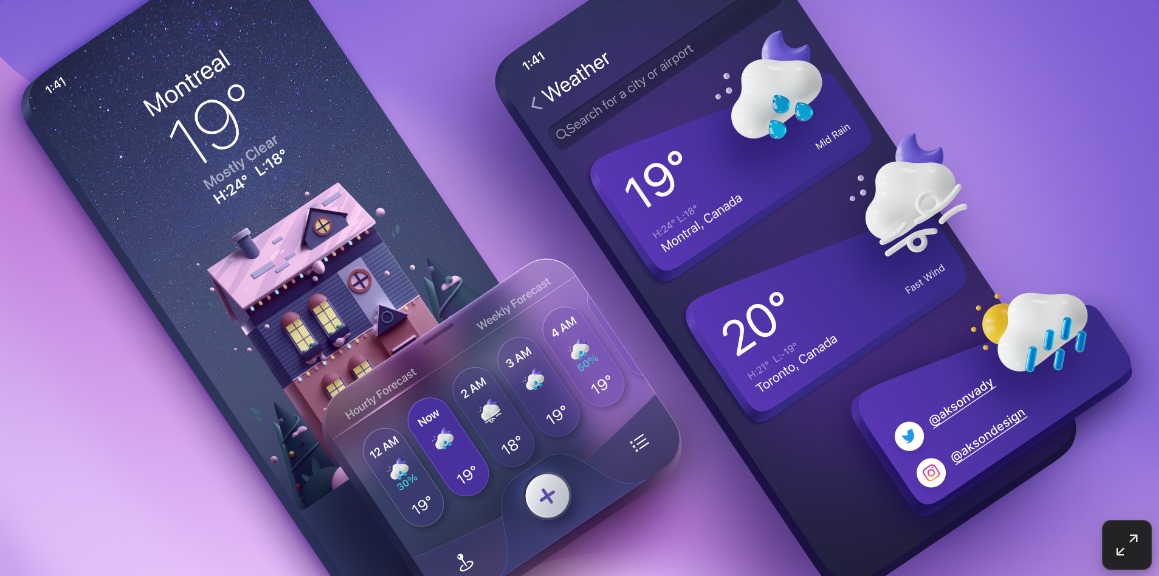 1:41
Montreal
19°
Mostly Clear
H:24° L:18°
Hourly Forecast
Weekly Forecast
12 AM
30%
19°
Now
19°
2 AM
18°
3 AM
19°
4 AM
50%
19°
1:41
Weather
Search for a city or airport
19°
H:24° L:18°
Montral, Canada
Mid Rain
20°
H:21° L:-19°
Toronto, Canada
Fast Wind
@aksonvady
@aksondesign